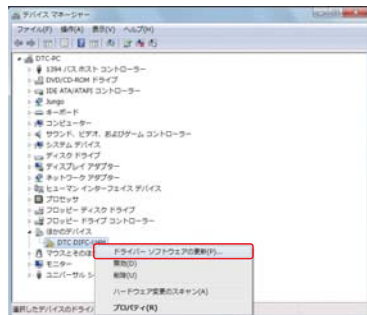 デバイス マネージャー
ファイル(F) 操作(A) 表示(V) ヘルプ(H)
DTC-PC
1394 バス ホスト コントローラー
DVD/CD-ROM ドライブ
IDE ATA/ATAPI コントローラー
Jungo
キーボード
コンピューター
サウンド、ビデオ、およびゲーム コントローラー
システム デバイス
ディスク ドライブ
ディスプレイ アダプター
ネットワーク アダプター
ヒューマン インターフェイス デバイス
プロセッサ
フロッピー ディスク ドライブ
フロッピー ドライブ コントローラー
ほかのデバイス
DTC DIFC
マウスとそのほ
モニター
ユニバーサル シ
ドライバー ソフトウェアの更新(P)...
無効(D)
削除(U)
ハードウェア変更のスキャン(A)
プロパティ(R)
選択したデバイスのドライバ